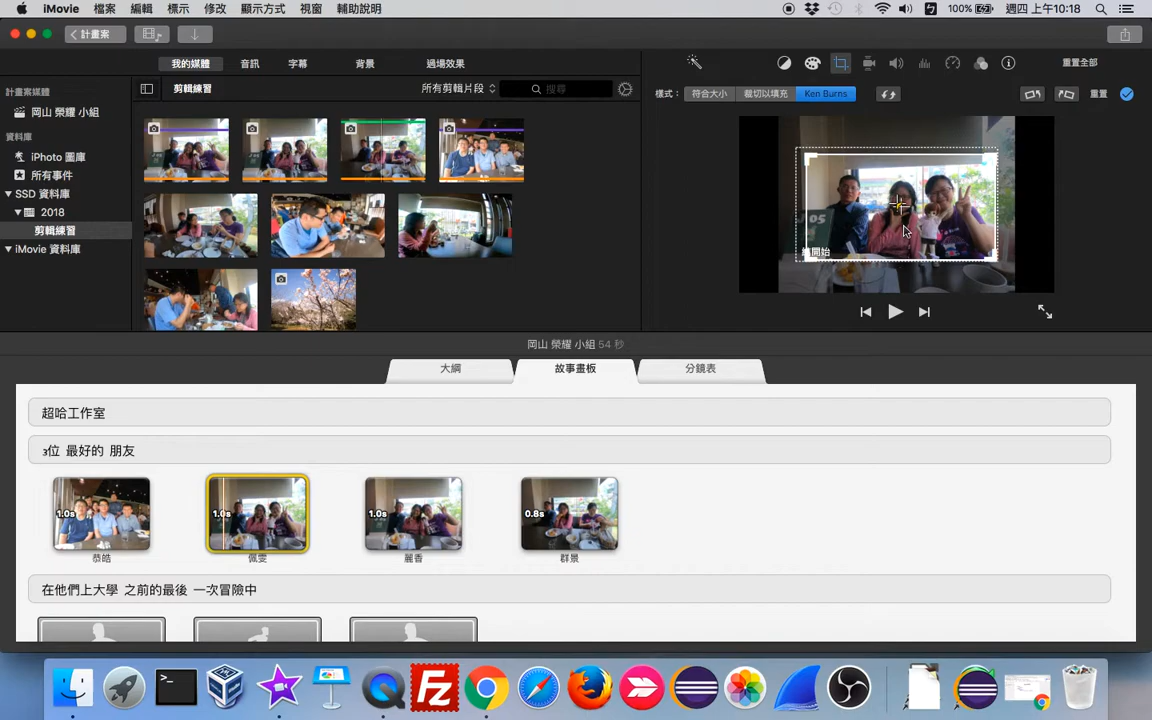 iMovie 檔案 編輯 標示 修改 顯示方式 視窗 輔助說明 100% 週四上午10:18
計畫案
我的媒體 音訊 字幕 背景 過場效果 重置全部
計畫案媒體
岡山 榮耀 小組
資料庫
iPhoto 圖庫
所有事件
SSD 資料庫
2018
剪輯練習
iMovie 資料庫
剪輯練習 所有剪輯片段 搜尋
樣式： 符合大小 裁切以填充 Ken Burns 重置
開始
岡山 榮耀 小組 54 秒
大綱 故事畫板 分鏡表
超哈工作室
3位 最好的 朋友
1.0s 1.0s 1.0s 0.8s
恭皓 佩雯 麗香 群景
在他們上大學 之前的最後 一次冒險中